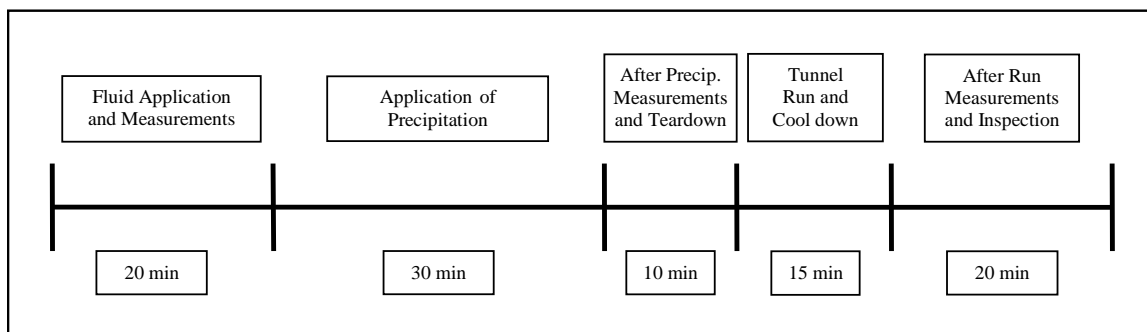 Fluid Application
and Measurements
Application of
Precipitation
After Precip.
Measurements
and Teardown
Tunnel
Run and
Cool down
After Run
Measurements
and Inspection
20 min
30 min
10 min
15 min
20 min